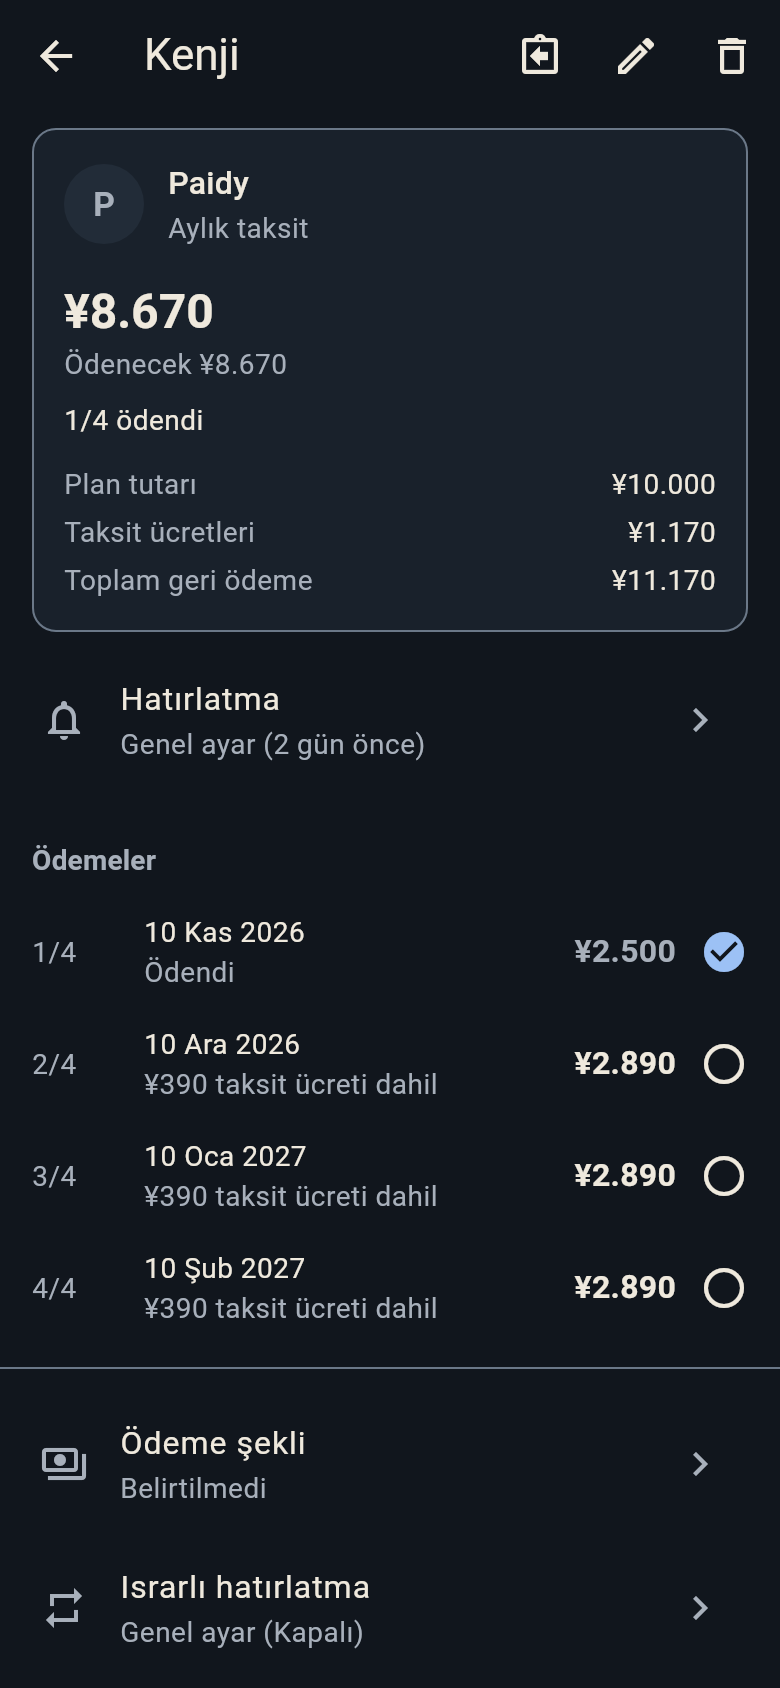 Kenji
P
Paidy
Aylık taksit
¥8.670
Ödenecek ¥8.670
1/4 ödendi
Plan tutarı ¥10.000
Taksit ücretleri ¥1.170
Toplam geri ödeme ¥11.170
Hatırlatma
Genel ayar (2 gün önce)
Ödemeler
1/4 10 Kas 2026 ¥2.500
Ödendi
2/4 10 Ara 2026 ¥2.890
¥390 taksit ücreti dahil
3/4 10 Oca 2027 ¥2.890
¥390 taksit ücreti dahil
4/4 10 Şub 2027 ¥2.890
¥390 taksit ücreti dahil
Ödeme şekli
Belirtilmedi
Israrlı hatırlatma
Genel ayar (Kapalı)